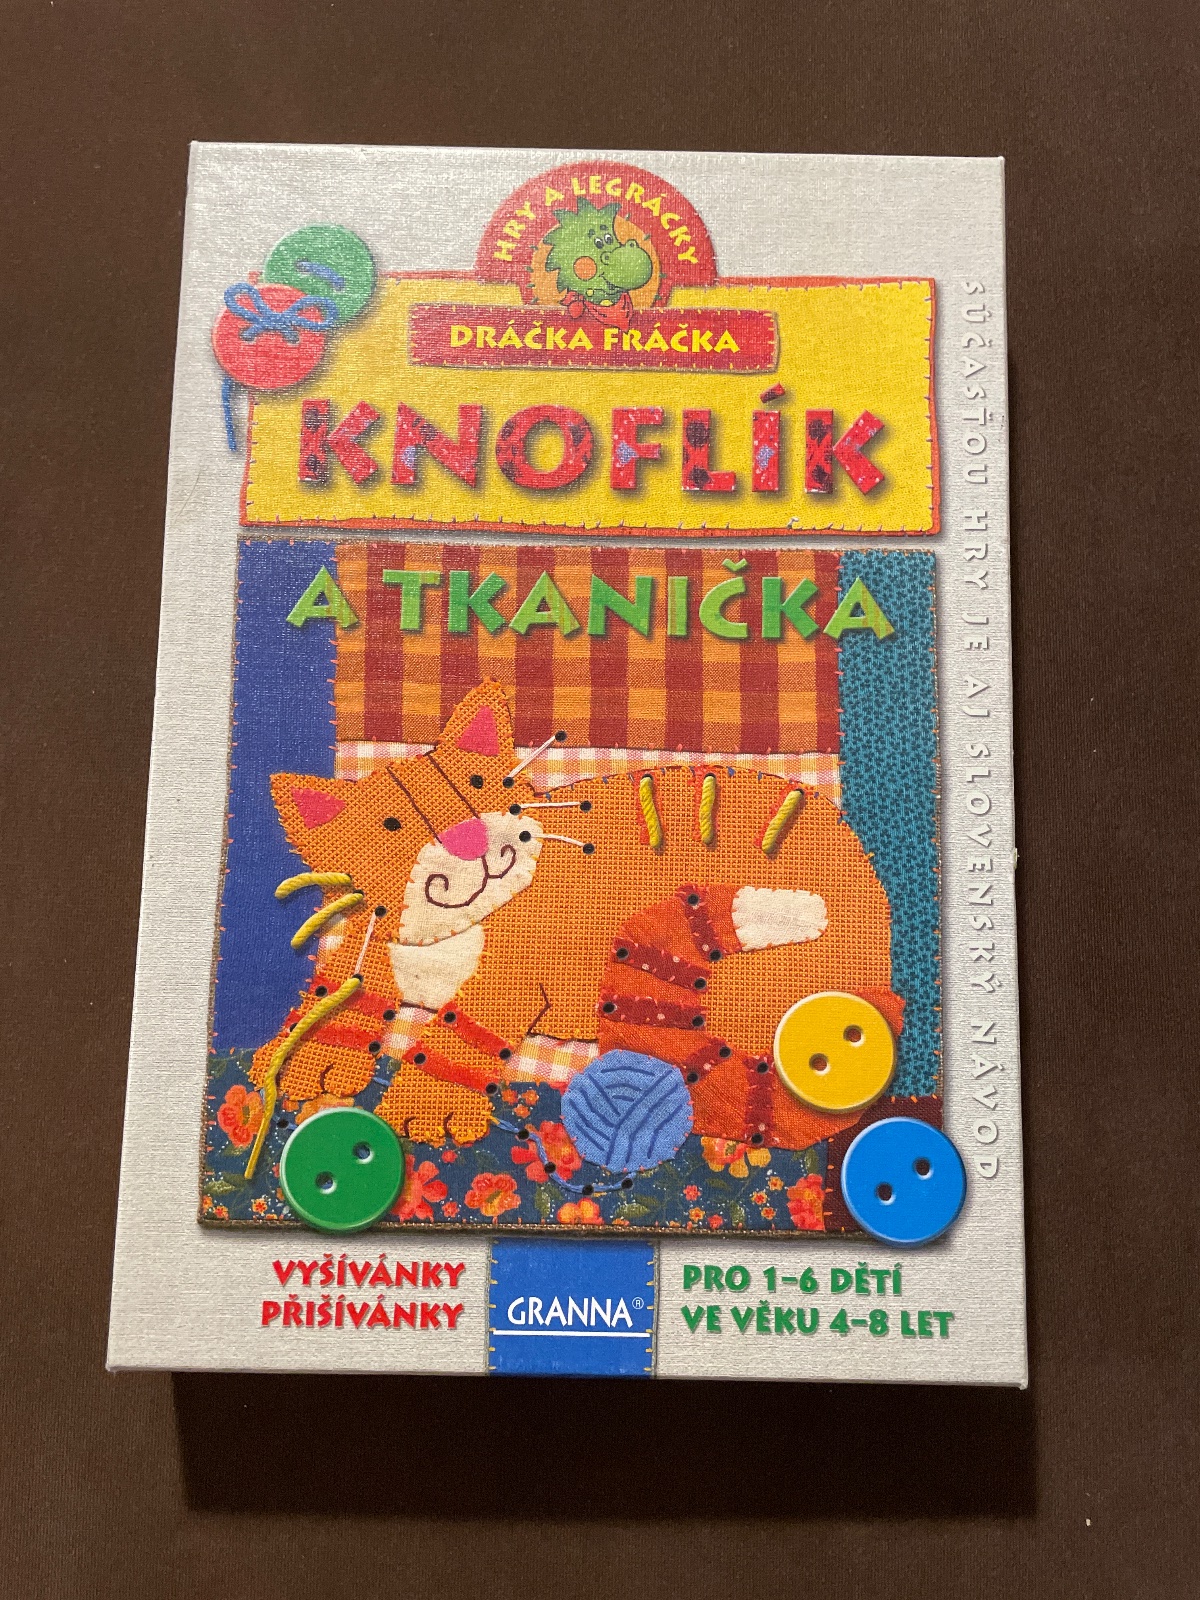 HRY A LEGRÁCKY
DRÁČKA FRÁČKA
KNOFLÍK
A TKANIČKA
SÚČASŤOU HRY JE AJ SLOVENSKÝ NÁVOD
VYŠÍVÁNKY
PŘIŠÍVÁNKY
GRANNA®
PRO 1–6 DĚTÍ
VE VĚKU 4–8 LET